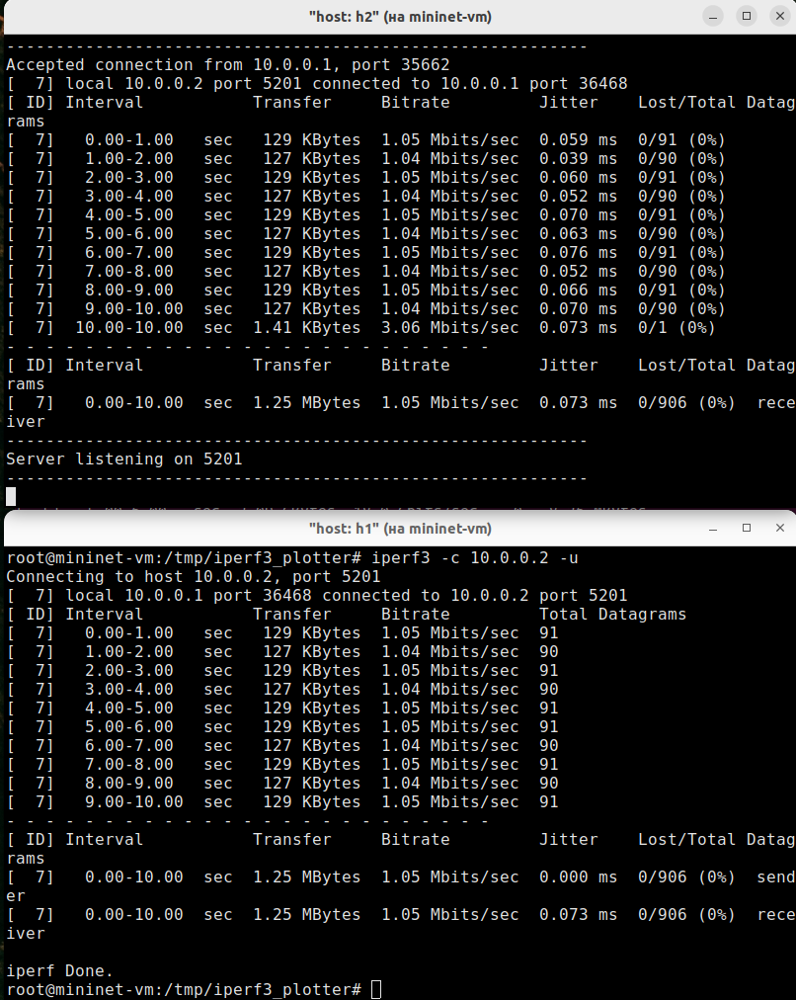 "host: h2" (на mininet-vm)
-----------------------------------------------------------
Accepted connection from 10.0.0.1, port 35662
[  7] local 10.0.0.2 port 5201 connected to 10.0.0.1 port 36468
[ ID] Interval           Transfer     Bitrate         Jitter    Lost/Total Datag
rams
[  7]   0.00-1.00   sec   129 KBytes  1.05 Mbits/sec  0.059 ms  0/91 (0%)
[  7]   1.00-2.00   sec   127 KBytes  1.04 Mbits/sec  0.039 ms  0/90 (0%)
[  7]   2.00-3.00   sec   129 KBytes  1.05 Mbits/sec  0.060 ms  0/91 (0%)
[  7]   3.00-4.00   sec   127 KBytes  1.04 Mbits/sec  0.052 ms  0/90 (0%)
[  7]   4.00-5.00   sec   129 KBytes  1.05 Mbits/sec  0.070 ms  0/91 (0%)
[  7]   5.00-6.00   sec   127 KBytes  1.04 Mbits/sec  0.063 ms  0/90 (0%)
[  7]   6.00-7.00   sec   129 KBytes  1.05 Mbits/sec  0.076 ms  0/91 (0%)
[  7]   7.00-8.00   sec   127 KBytes  1.04 Mbits/sec  0.052 ms  0/90 (0%)
[  7]   8.00-9.00   sec   129 KBytes  1.05 Mbits/sec  0.066 ms  0/91 (0%)
[  7]   9.00-10.00  sec   127 KBytes  1.04 Mbits/sec  0.070 ms  0/90 (0%)
[  7]  10.00-10.00  sec  1.41 KBytes  3.06 Mbits/sec  0.073 ms  0/1 (0%)
- - - - - - - - - - - - - - - - - - - - - - - - -
[ ID] Interval           Transfer     Bitrate         Jitter    Lost/Total Datag
rams
[  7]   0.00-10.00  sec  1.25 MBytes  1.05 Mbits/sec  0.073 ms  0/906 (0%)  rece
iver
-----------------------------------------------------------
Server listening on 5201
-----------------------------------------------------------
"host: h1" (на mininet-vm)
root@mininet-vm:/tmp/iperf3_plotter# iperf3 -c 10.0.0.2 -u
Connecting to host 10.0.0.2, port 5201
[  7] local 10.0.0.1 port 36468 connected to 10.0.0.2 port 5201
[ ID] Interval           Transfer     Bitrate         Total Datagrams
[  7]   0.00-1.00   sec   129 KBytes  1.05 Mbits/sec  91
[  7]   1.00-2.00   sec   127 KBytes  1.04 Mbits/sec  90
[  7]   2.00-3.00   sec   129 KBytes  1.05 Mbits/sec  91
[  7]   3.00-4.00   sec   127 KBytes  1.04 Mbits/sec  90
[  7]   4.00-5.00   sec   129 KBytes  1.05 Mbits/sec  91
[  7]   5.00-6.00   sec   129 KBytes  1.05 Mbits/sec  91
[  7]   6.00-7.00   sec   127 KBytes  1.04 Mbits/sec  90
[  7]   7.00-8.00   sec   129 KBytes  1.05 Mbits/sec  91
[  7]   8.00-9.00   sec   127 KBytes  1.04 Mbits/sec  90
[  7]   9.00-10.00  sec   129 KBytes  1.05 Mbits/sec  91
- - - - - - - - - - - - - - - - - - - - - - - - -
[ ID] Interval           Transfer     Bitrate         Jitter    Lost/Total Datag
rams
[  7]   0.00-10.00  sec  1.25 MBytes  1.05 Mbits/sec  0.000 ms  0/906 (0%)  send
er
[  7]   0.00-10.00  sec  1.25 MBytes  1.05 Mbits/sec  0.073 ms  0/906 (0%)  rece
iver
iperf Done.
root@mininet-vm:/tmp/iperf3_plotter#